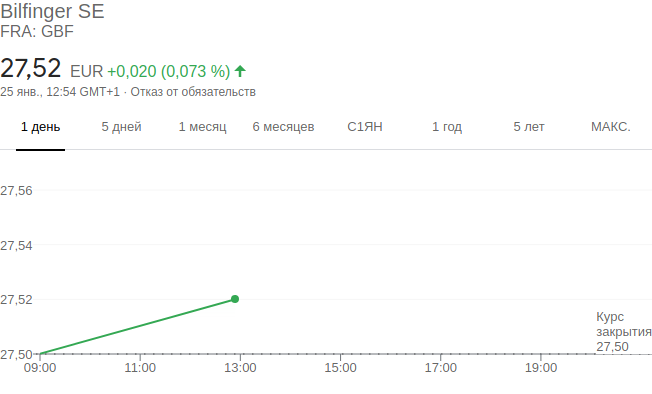 Bilfinger SE
FRA: GBF
27,52 EUR +0,020 (0,073 %)
25 янв., 12:54 GMT+1 · Отказ от обязательств
1 день 5 дней 1 месяц 6 месяцев С1ЯН 1 год 5 лет МАКС.
27,56
27,54
27,52
Курс
закрытия
27,50
27,50
09:00 11:00 13:00 15:00 17:00 19:00